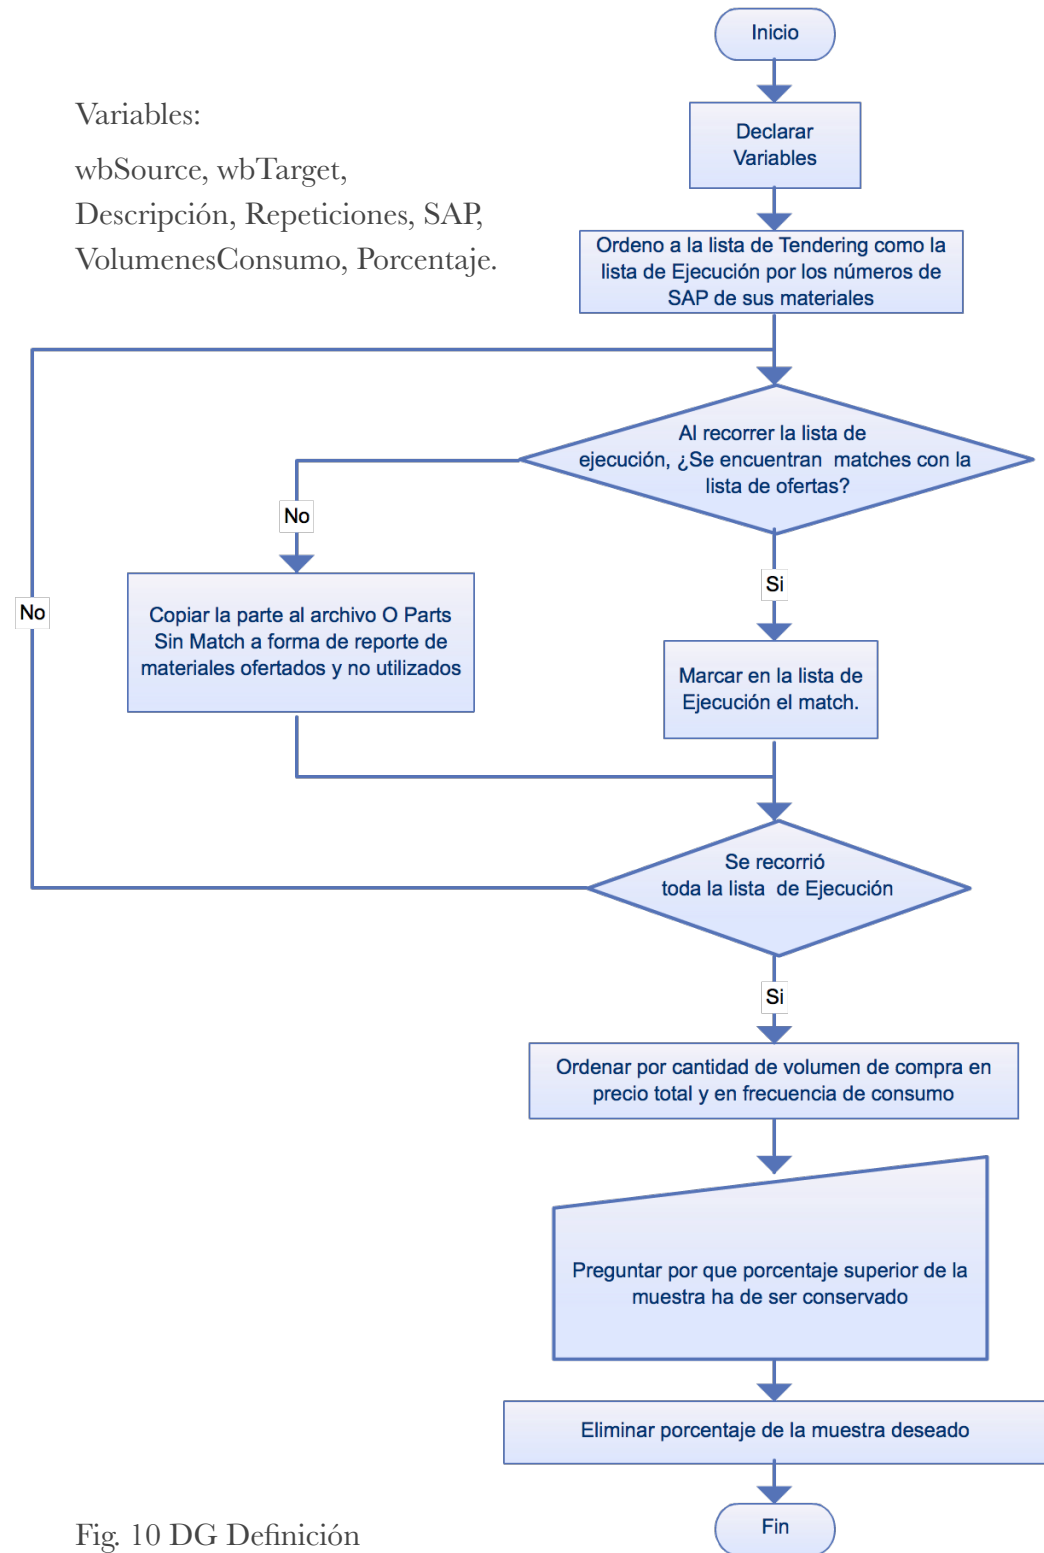 Inicio
Variables:
wbSource, wbTarget,
Descripción, Repeticiones, SAP,
VolumenesConsumo, Porcentaje.
Declarar
Variables
Ordeno a la lista de Tendering como la
lista de Ejecución por los números de
SAP de sus materiales
Al recorrer la lista de
ejecución, ¿Se encuentran matches con la
lista de ofertas?
No
Si
No
Copiar la parte al archivo O Parts
Sin Match a forma de reporte de
materiales ofertados y no utilizados
Marcar en la lista de
Ejecución el match.
Se recorrió
toda la lista de Ejecución
Si
Ordenar por cantidad de volumen de compra en
precio total y en frecuencia de consumo
Preguntar por que porcentaje superior de la
muestra ha de ser conservado
Eliminar porcentaje de la muestra deseado
Fin
Fig. 10 DG Definición